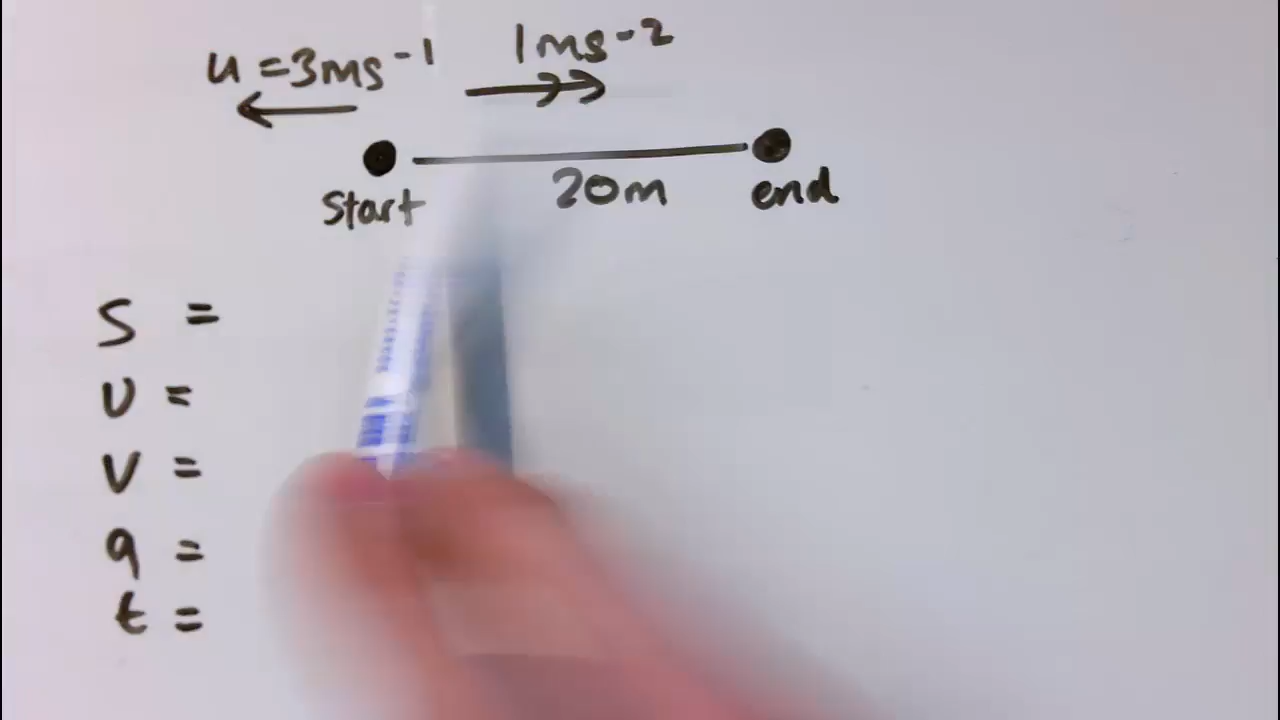 u = 3ms⁻¹
1ms⁻²
20m
start
end
S =
U =
V =
a =
t =